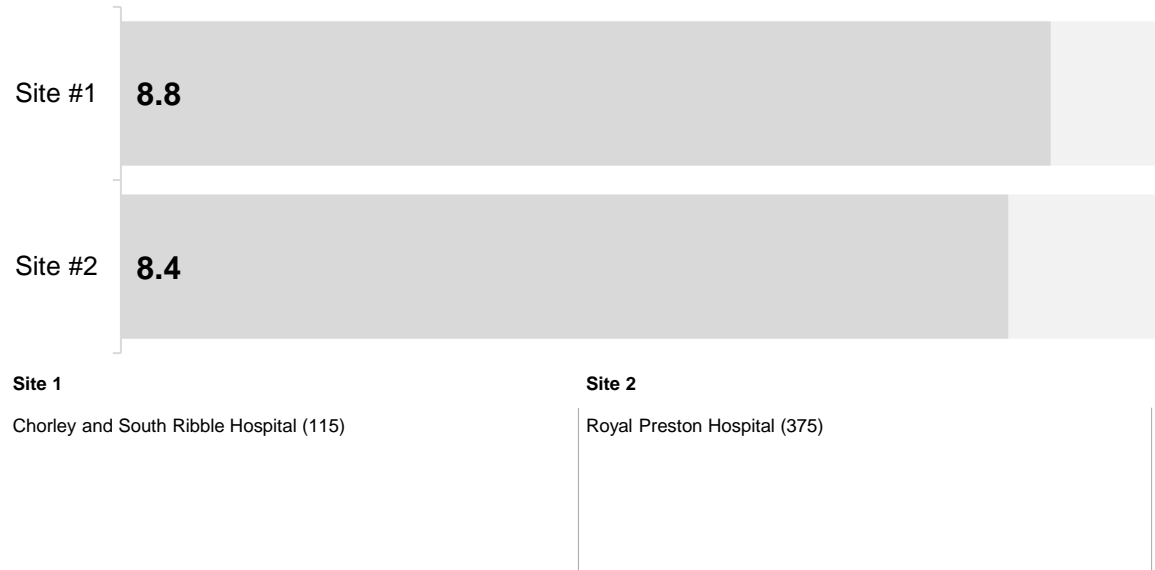 Site #1 8.8
Site #2 8.4
Site 1
Chorley and South Ribble Hospital (115)
Site 2
Royal Preston Hospital (375)